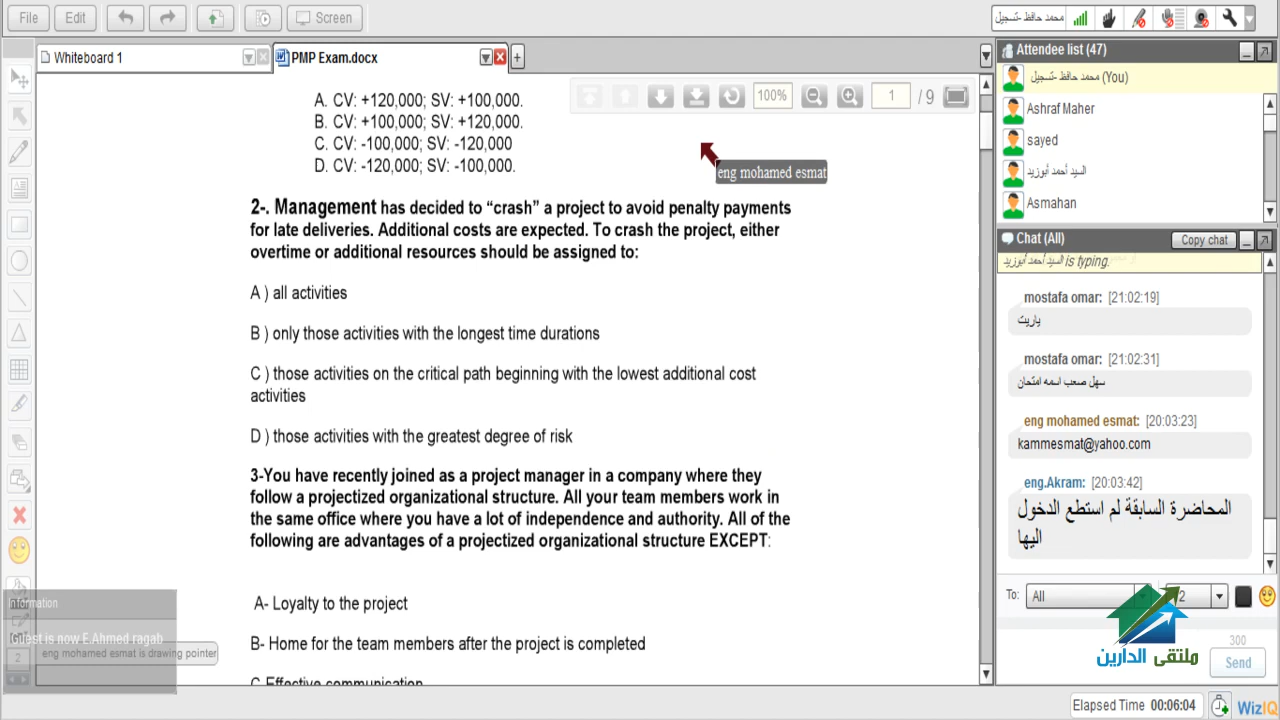 File
Edit
Screen
محمد حافظ -تسجيل
Whiteboard 1
PMP Exam.docx
100%
1
/ 9
A. CV: +120,000; SV: +100,000.
B. CV: +100,000; SV: +120,000.
C. CV: -100,000; SV: -120,000
D. CV: -120,000; SV: -100,000.
eng mohamed esmat
2-. Management has decided to “crash” a project to avoid penalty payments
for late deliveries. Additional costs are expected. To crash the project, either
overtime or additional resources should be assigned to:
A ) all activities
B ) only those activities with the longest time durations
C ) those activities on the critical path beginning with the lowest additional cost
activities
D ) those activities with the greatest degree of risk
3-You have recently joined as a project manager in a company where they
follow a projectized organizational structure. All your team members work in
the same office where you have a lot of independence and authority. All of the
following are advantages of a projectized organizational structure EXCEPT:
A- Loyalty to the project
B- Home for the team members after the project is completed
C Effective communication
Information
Guest is now E.Ahmed ragab
eng mohamed esmat is drawing pointer
2
Attendee list (47)
محمد حافظ -تسجيل (You)
Ashraf Maher
sayed
السيد أحمد أبوزيد
Asmahan
Chat (All)
Copy chat
السيد أحمد أبوزيد is typing.
mostafa omar: [21:02:19]
ياريت
mostafa omar: [21:02:31]
سهل صعب اسمه امتحان
eng mohamed esmat: [20:03:23]
kammesmat@yahoo.com
eng.Akram: [20:03:42]
المحاضرة السابقة لم استطع الدخول
اليها
To:
All
2
ملتقى الدارين
300
Send
Elapsed Time 00:06:04
WizIQ